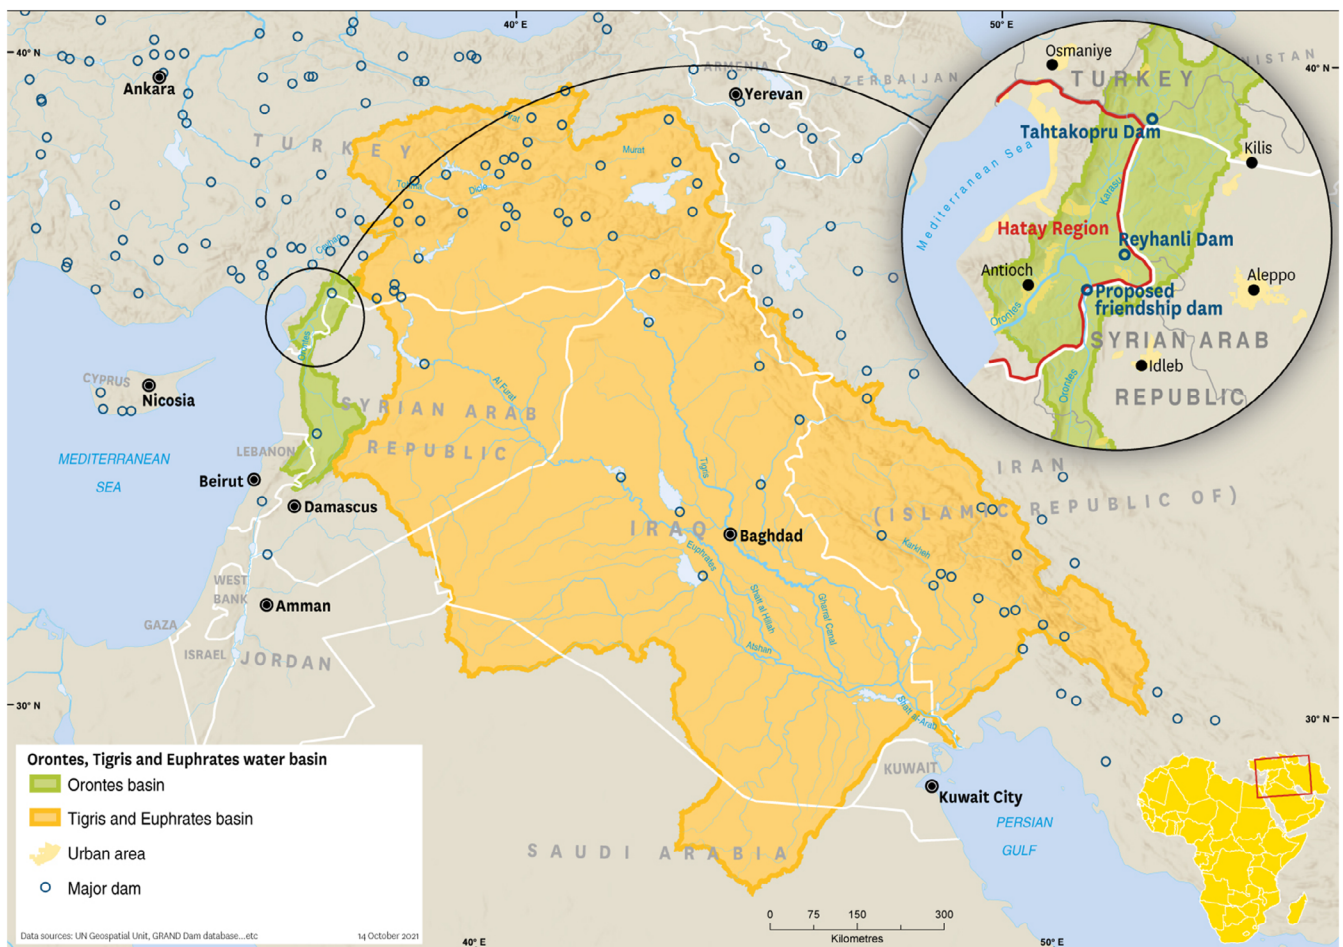 40° E
50° E
40° N
40° N
Ankara
TURKEY
ARMENIA
Yerevan
AZERBAIJAN
Firat
Murat
Tohma
Dicle
Ceyhan
Osmaniye
TURKEY
Tahtakopru Dam
Kilis
Mediterranean Sea
Karasu
Hatay Region
Reyhanli Dam
Antioch
Aleppo
Proposed
friendship dam
Orontes
SYRIAN ARAB
Idleb
REPUBLIC
Orontes
Orontes
CYPRUS
Nicosia
Al Furat
SYRIAN ARAB
REPUBLIC
MEDITERRANEAN
SEA
LEBANON
Beirut
Damascus
Tigris
IRAN
(ISLAMIC REPUBLIC OF)
IRAQ
Baghdad
Euphrates
Karkheh
Shatt al Hillah
Gharraf Canal
Atshan
Shatt al-Arab
WEST
BANK
Amman
GAZA
ISRAEL
JORDAN
30° N
30° N
KUWAIT
Kuwait City
PERSIAN
GULF
SAUDI ARABIA
Orontes, Tigris and Euphrates water basin
Orontes basin
Tigris and Euphrates basin
Urban area
Major dam
Data sources: UN Geospatial Unit, GRAND Dam database...etc
14 October 2021
0 75 150 300
Kilometres
40° E
50° E